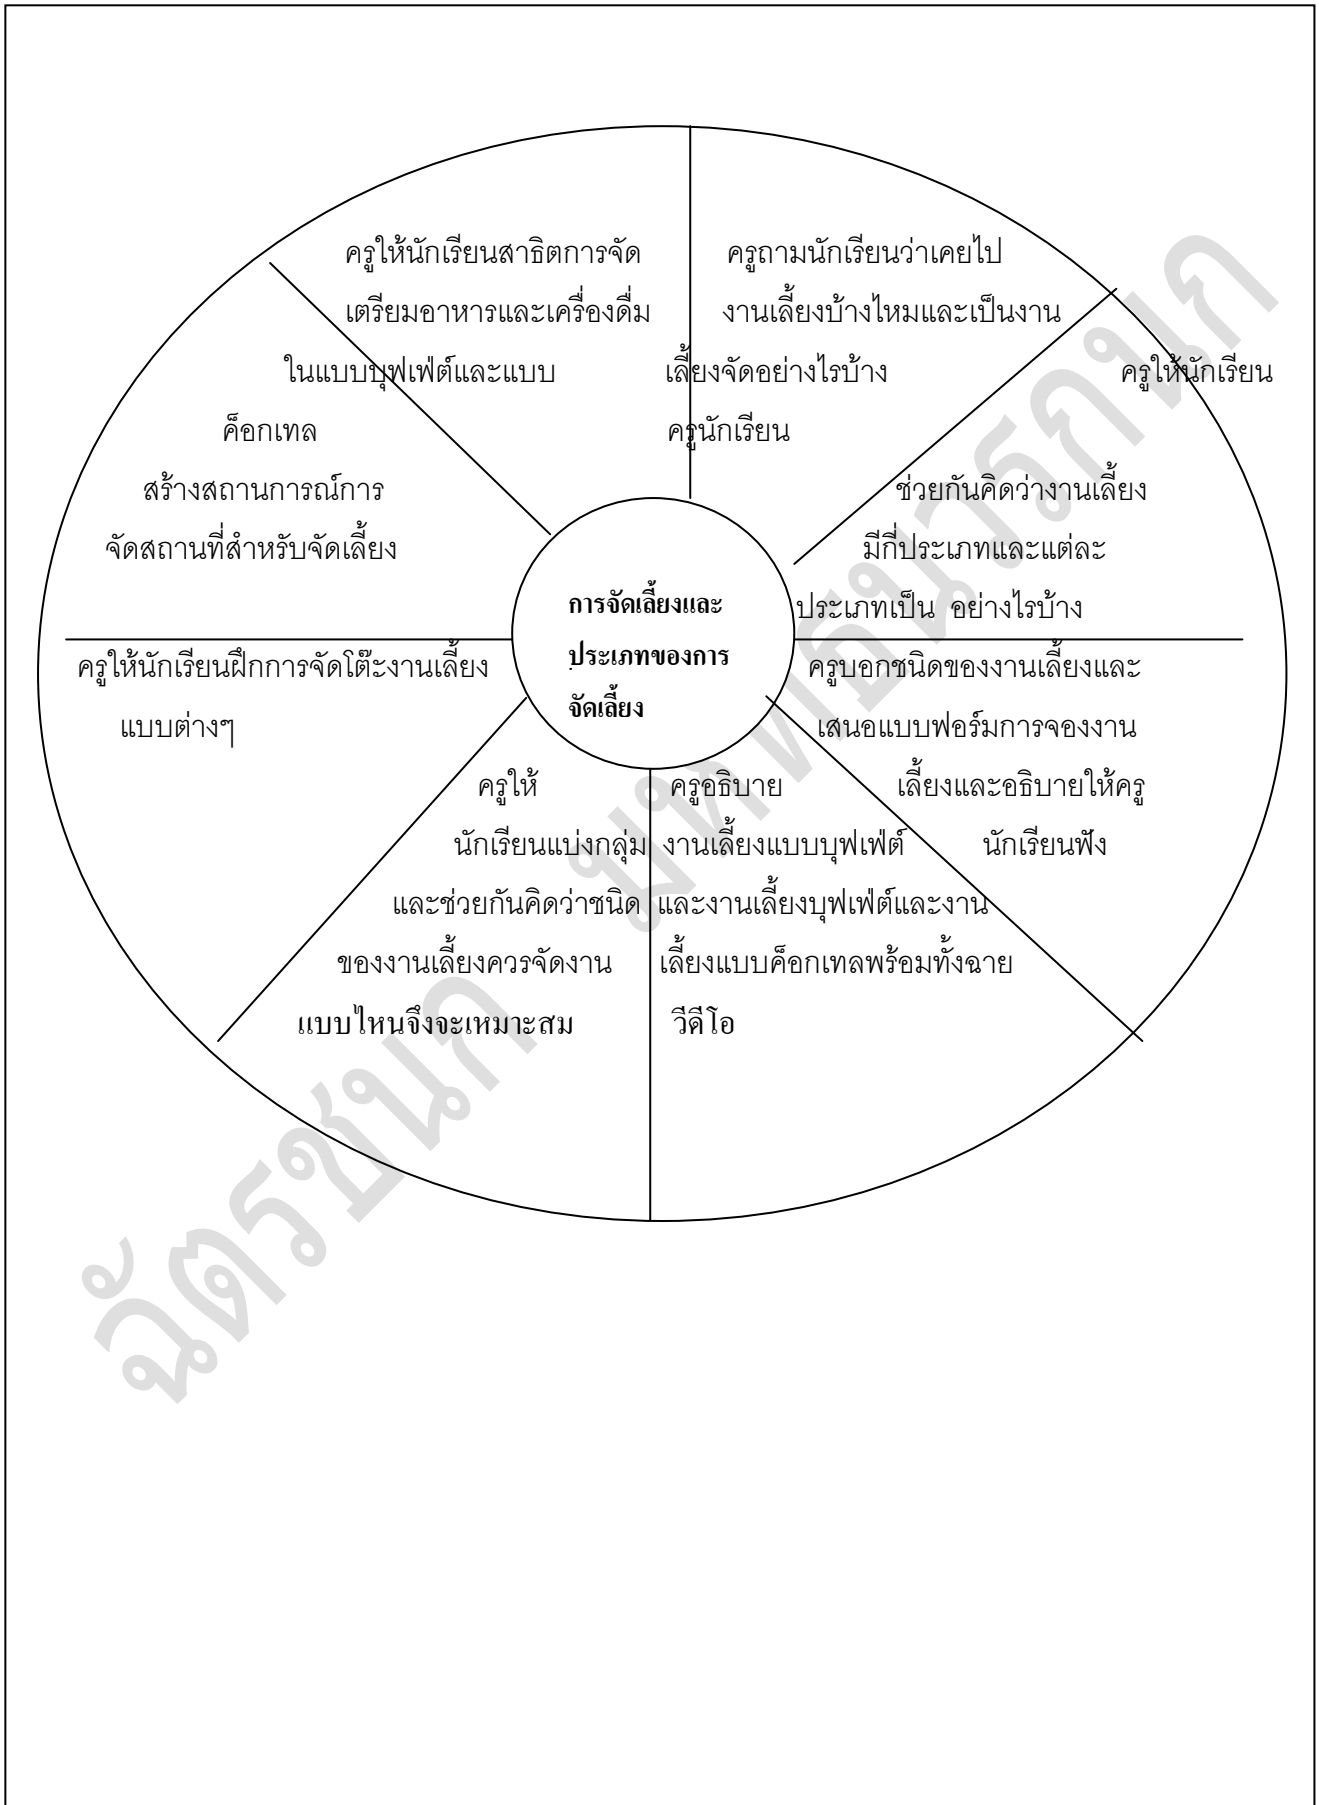 ครูให้นักเรียนสาธิตการจัด
เตรียมอาหารและเครื่องดื่ม
ในแบบบุฟเฟ่ต์และแบบ
ค็อกเทล
ครูถามนักเรียนว่าเคยไป
งานเลี้ยงบ้างไหมและเป็นงาน
เลี้ยงจัดอย่างไรบ้าง
ครูนักเรียน
ครูให้นักเรียน
ช่วยกันคิดว่างานเลี้ยง
มีกี่ประเภทและแต่ละ
ประเภทเป็น อย่างไรบ้าง
สร้างสถานการณ์การ
จัดสถานที่สำหรับจัดเลี้ยง
การจัดเลี้ยงและ
ประเภทของการ
จัดเลี้ยง
ครูให้นักเรียนฝึกการจัดโต๊ะงานเลี้ยง
แบบต่างๆ
ครูบอกชนิดของงานเลี้ยงและ
เสนอแบบฟอร์มการจองงาน
เลี้ยงและอธิบายให้ครู
นักเรียนฟัง
ครูให้
นักเรียนแบ่งกลุ่ม
และช่วยกันคิดว่าชนิด
ของงานเลี้ยงควรจัดงาน
แบบไหนจึงจะเหมาะสม
ครูอธิบาย
งานเลี้ยงแบบบุฟเฟ่ต์
และงานเลี้ยงบุฟเฟ่ต์และงาน
เลี้ยงแบบค็อกเทลพร้อมทั้งฉาย
วีดีโอ
ฉัตรชนก